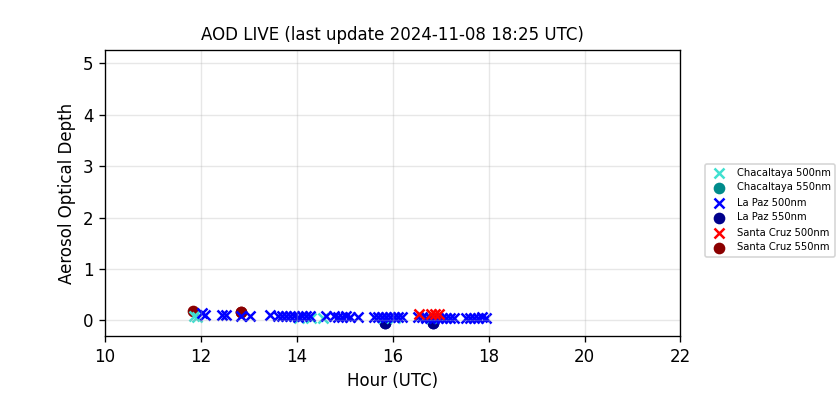 AOD LIVE (last update 2024-11-08 18:25 UTC)
Aerosol Optical Depth
5
4
3
2
1
0
10 12 14 16 18 20 22
Hour (UTC)
Chacaltaya 500nm
Chacaltaya 550nm
La Paz 500nm
La Paz 550nm
Santa Cruz 500nm
Santa Cruz 550nm